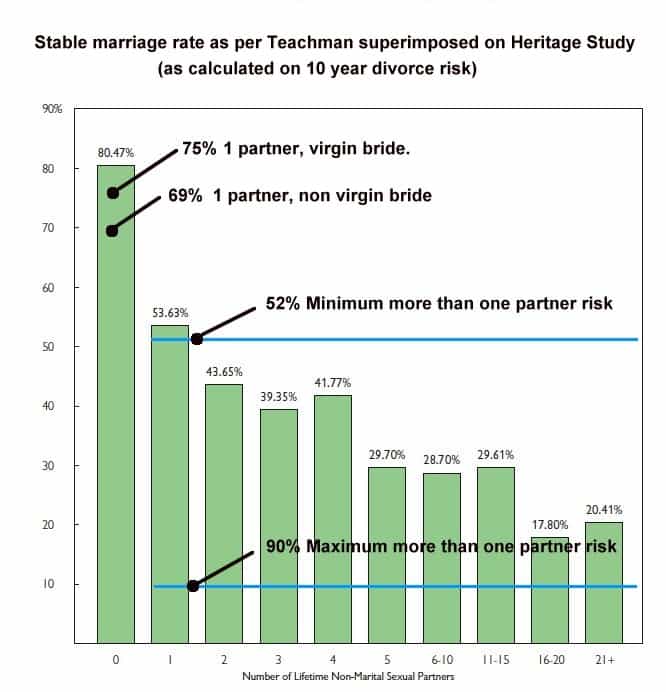 Stable marriage rate as per Teachman superimposed on Heritage Study
(as calculated on 10 year divorce risk)
90%
80.47%
75% 1 partner, virgin bride.
80
69% 1 partner, non virgin bride
70
60
52% Minimum more than one partner risk
53.63%
50
43.65%
41.77%
39.35%
40
29.70%
28.70%
29.61%
30
20.41%
20
17.80%
90% Maximum more than one partner risk
10
0 1 2 3 4 5 6-10 11-15 16-20 21+
Number of Lifetime Non-Marital Sexual Partners